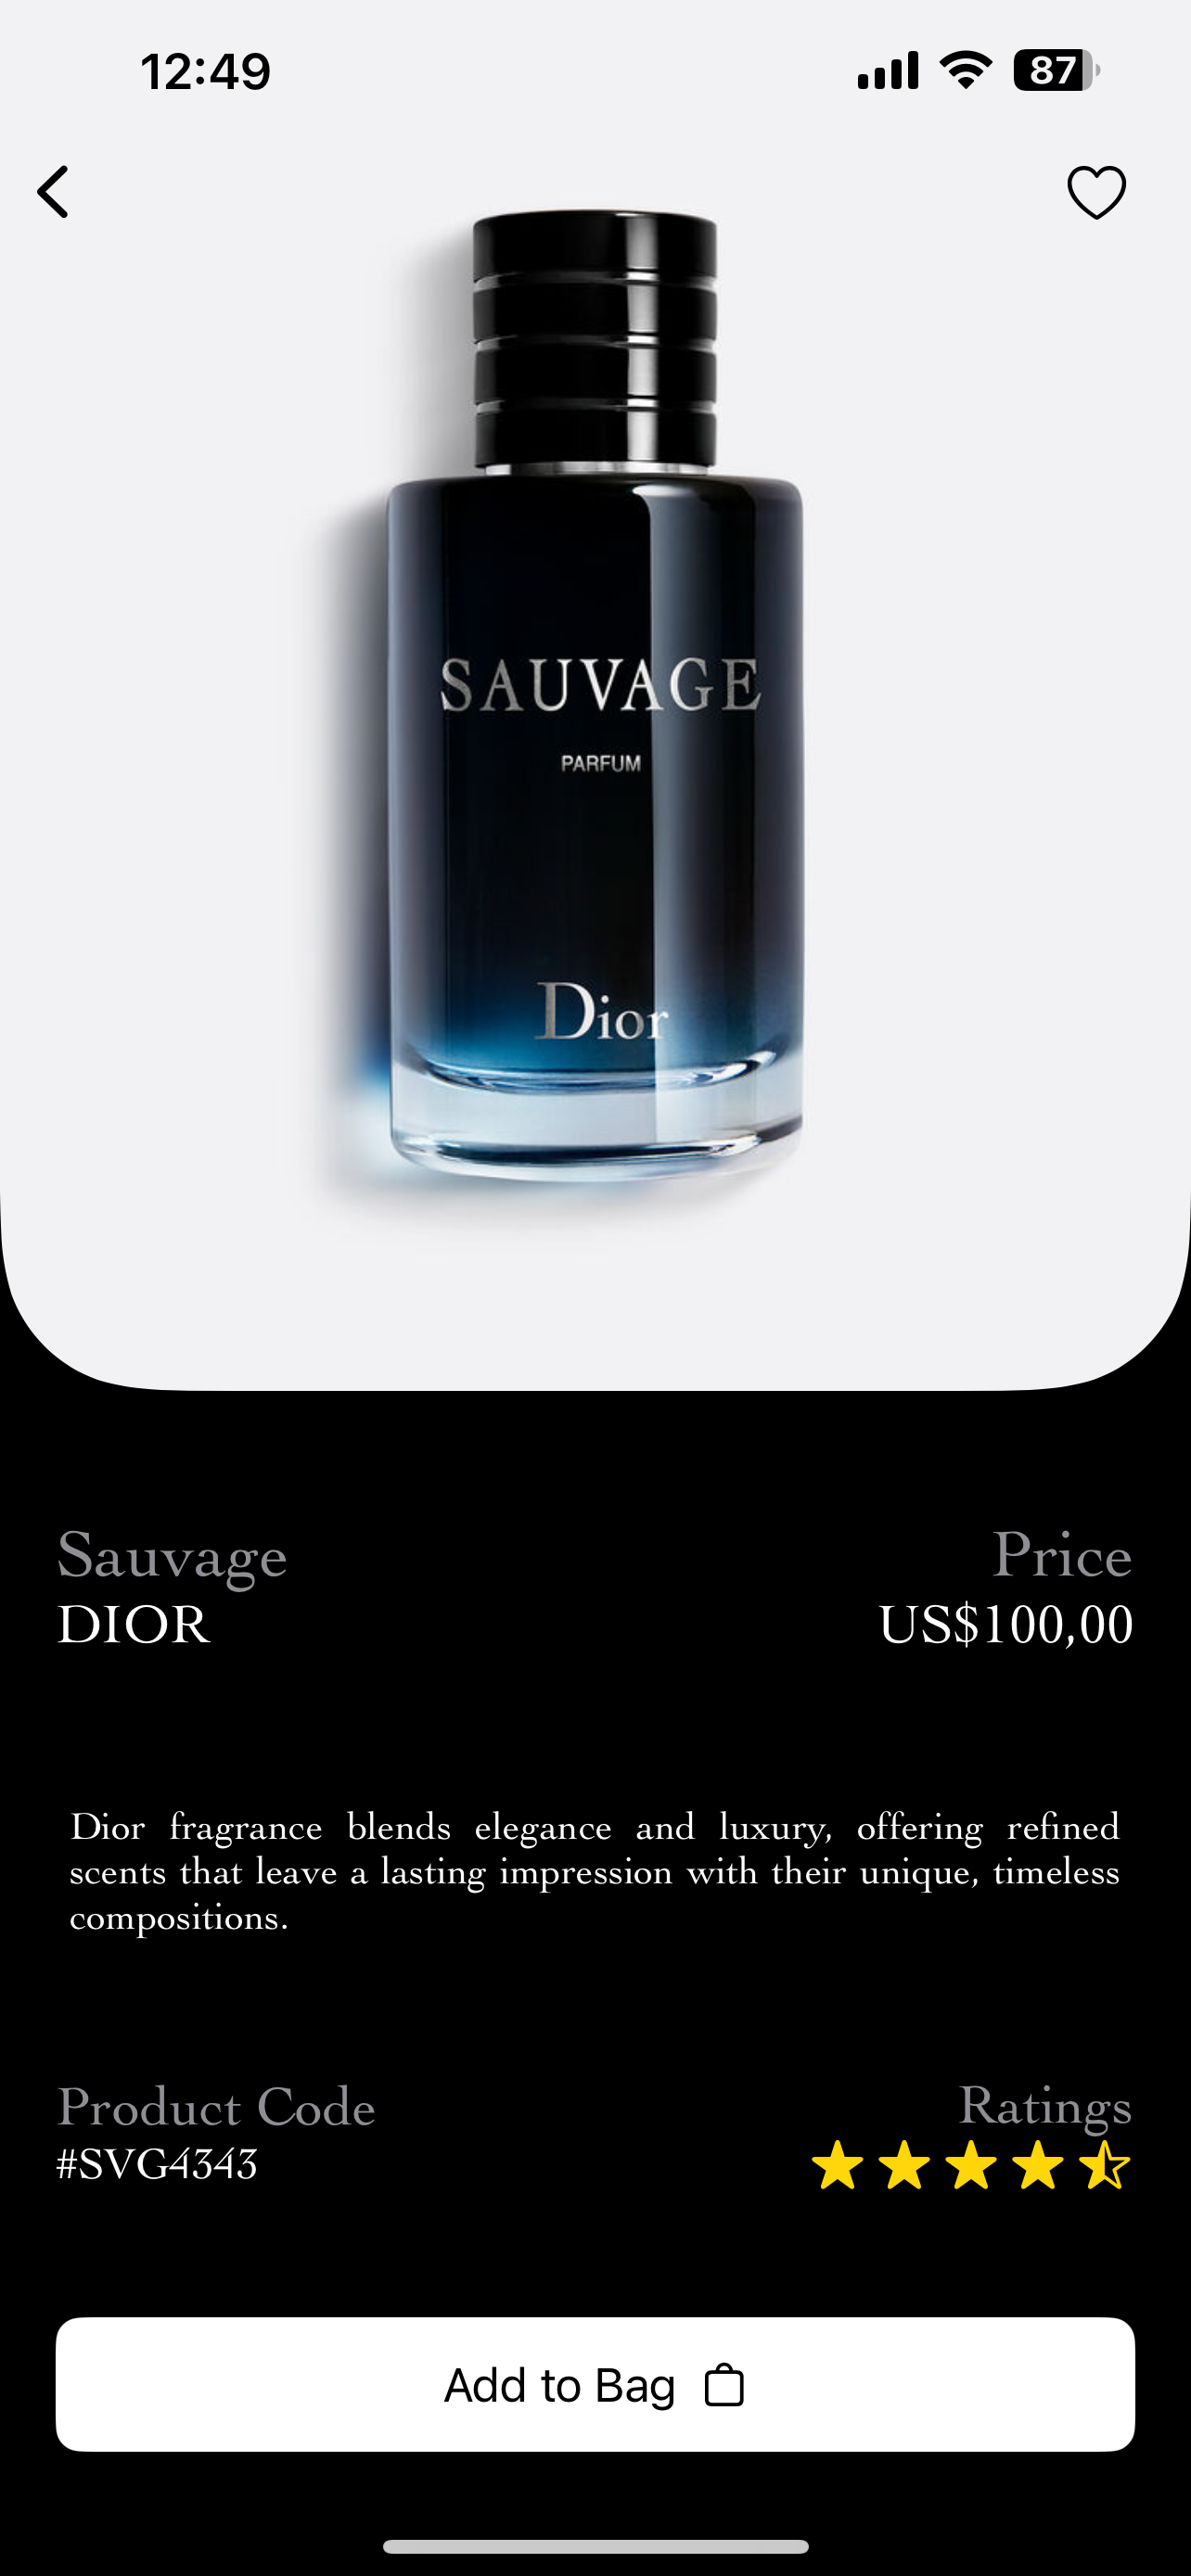 12:49
87
SAUVAGE
PARFUM
Dior
Sauvage
Price
DIOR
US$100,00
Dior fragrance blends elegance and luxury, offering refined
scents that leave a lasting impression with their unique, timeless
compositions.
Product Code
Ratings
#SVG4343
Add to Bag